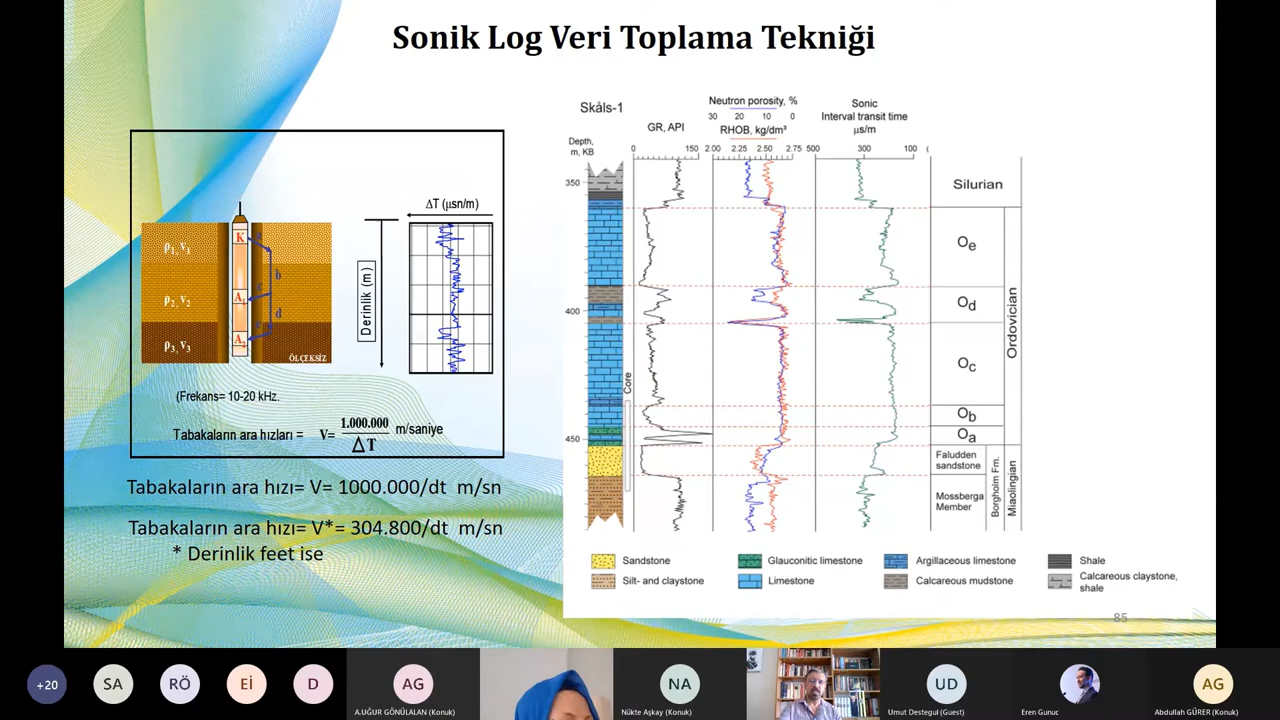 Sonik Log Veri Toplama Tekniği
ΔT (µsn/m)
K
a
ρ1, v1
b
ρ2, v2
A1
c
d
ρ3, v3
A2
e
ÖLÇEKSİZ
Derinlik (m)
(Frekans= 10-20 kHz.
Tabakaların ara hızları = V= 1.000.000 m/saniye
ΔT
Tabakaların ara hızı= V = 1000.000/dt m/sn
Tabakaların ara hızı= V*= 304.800/dt m/sn
* Derinlik feet ise
Skåls-1
Depth,
m, KB
GR, API
0 150
Neutron porosity, %
30 20 10 0
RHOB, kg/dm³
2.00 2.25 2.50 2.75
Sonic
Interval transit time
µs/m
500 300 100
350
400
450
Core
Silurian
Oe
Od
Oc
Ob
Oa
Ordovician
Faludden
sandstone
Mossberga
Member
Borgholm Fm.
Miaolingian
Sandstone
Glauconitic limestone
Argillaceous limestone
Shale
Silt- and claystone
Limestone
Calcareous mudstone
Calcareous claystone,
shale
85
+20
SA
RÖ
Eİ
D
AG
A.UĞUR GÖNÜLALAN (Konuk)
NA
Nükte Aşkay (Konuk)
UD
Umut Destegul (Guest)
Eren Gunuc
AG
Abdullah GÜRER (Konuk)